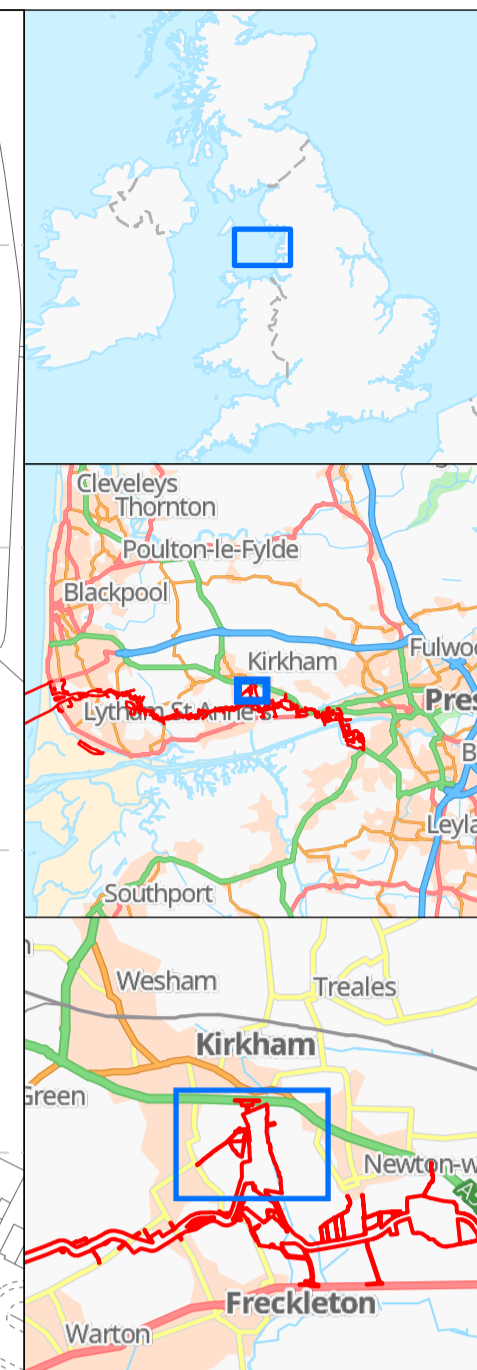 Cleveleys
Thornton
Poulton-le-Fylde
Blackpool
Fulwoo
Kirkham
Lytham St Anne's
Pres
B
Leyla
Southport
Wesham
Treales
Kirkham
Green
Newton-w
Freckleton
Warton